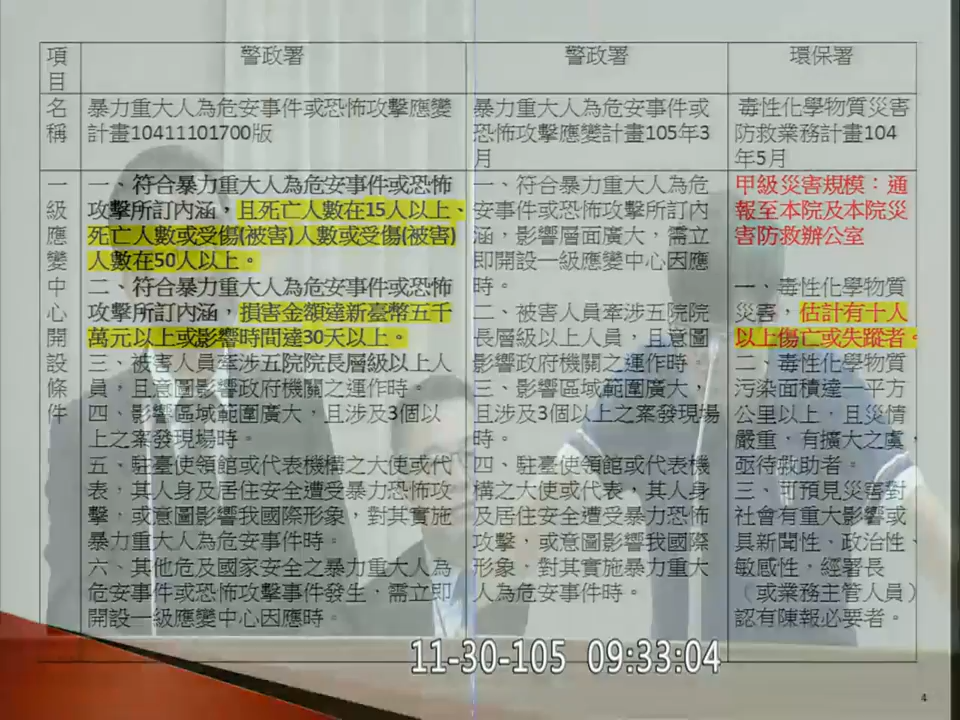 項目
警政署
警政署
環保署
名稱
暴力重大人為危安事件或恐怖攻擊應變
計畫10411101700版
暴力重大人為危安事件或
恐怖攻擊應變計畫105年3
月
毒性化學物質災害
防救業務計畫104
年5月
一級應變中心開設條件
一、符合暴力重大人為危安事件或恐怖
攻擊所訂內涵，且死亡人數在15人以上、
死亡人數或受傷(被害)人數或受傷(被害)
人數在50人以上。
二、符合暴力重大人為危安事件或恐怖
攻擊所訂內涵，損害金額達新臺幣五千
萬元以上或影響時間達30天以上。
三、被害人員牽涉五院院長層級以上人
員，且意圖影響政府機關之運作時。
四、影響區域範圍廣大，且涉及3個以
上之案發現場時。
五、駐臺使領館或代表機構之大使或代
表，其人身及居住安全遭受暴力恐怖攻
擊，或意圖影響我國際形象，對其實施
暴力重大人為危安事件時。
六、其他危及國家安全之暴力重大人為
危安事件或恐怖攻擊事件發生，需立即
開設一級應變中心因應時。
一、符合暴力重大人為危
安事件或恐怖攻擊所訂內
涵，影響層面廣大，需立
即開設一級應變中心因應
時。
二、被害人員牽涉五院院
長層級以上人員，且意圖
影響政府機關之運作時。
三、影響區域範圍廣大，
且涉及3個以上之案發現場
時。
四、駐臺使領館或代表機
構之大使或代表，其人身
及居住安全遭受暴力恐怖
攻擊，或意圖影響我國際
形象，對其實施暴力重大
人為危安事件時。
甲級災害規模：通
報至本院及本院災
害防救辦公室
一、毒性化學物質
災害，估計有十人
以上傷亡或失蹤者。
二、毒性化學物質
污染面積達一平方
公里以上，且災情
嚴重，有擴大之虞，
亟待救助者。
三、可預見災害對
社會有重大影響或
具新聞性、政治性、
敏感性，經署長
（或業務主管人員）
認有陳報必要者。
11-30-105 09:33:04
4